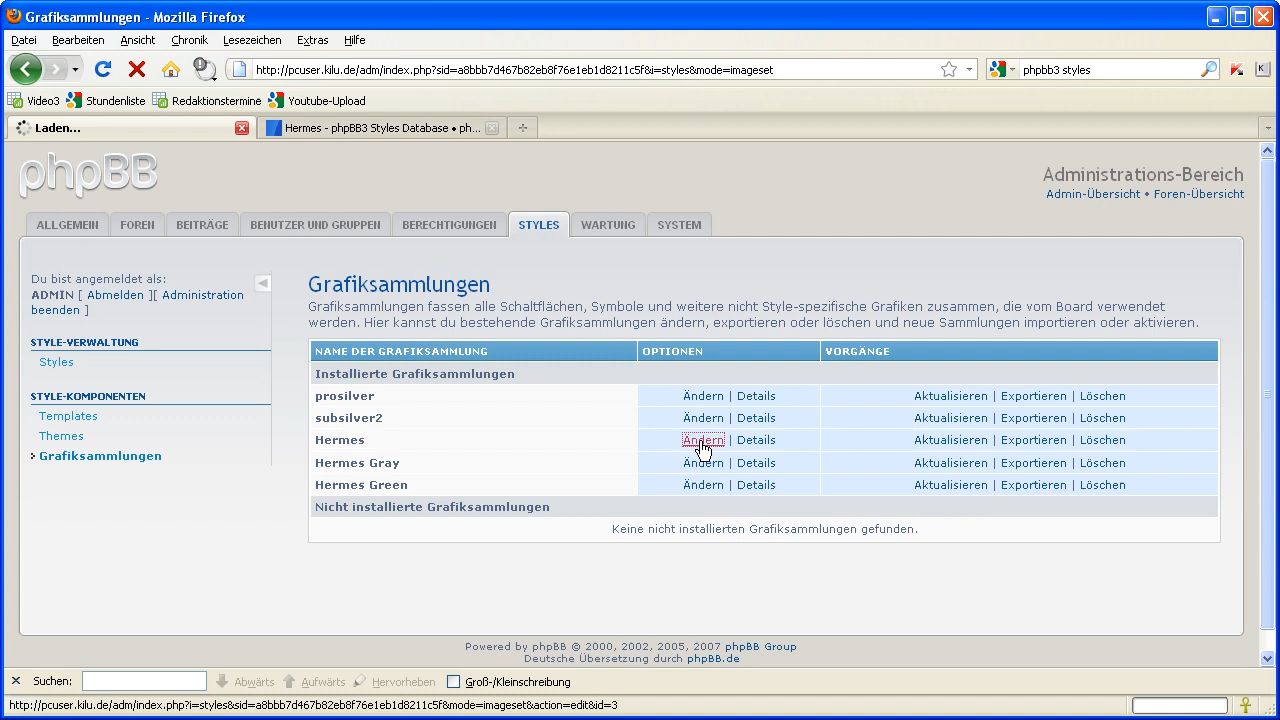 Grafiksammlungen - Mozilla Firefox
Datei Bearbeiten Ansicht Chronik Lesezeichen Extras Hilfe
http://pcuser.kilu.de/adm/index.php?sid=a8bbb7d467b82eb8f76e1eb1d8211c5f&i=styles&mode=imageset
phpbb3 styles
Video3 Stundenliste Redaktionstermine Youtube-Upload
Laden... Hermes - phpBB3 Styles Database • ph...
phpBB
Administrations-Bereich
Admin-Übersicht • Foren-Übersicht
ALLGEMEIN FOREN BEITRÄGE BENUTZER UND GRUPPEN BERECHTIGUNGEN STYLES WARTUNG SYSTEM
Du bist angemeldet als:
ADMIN [ Abmelden ][ Administration
beenden ]
STYLE-VERWALTUNG
Styles
STYLE-KOMPONENTEN
Templates
Themes
Grafiksammlungen
Grafiksammlungen
Grafiksammlungen fassen alle Schaltflächen, Symbole und weitere nicht Style-spezifische Grafiken zusammen, die vom Board verwendet
werden. Hier kannst du bestehende Grafiksammlungen ändern, exportieren oder löschen und neue Sammlungen importieren oder aktivieren.
NAME DER GRAFIKSAMMLUNG OPTIONEN VORGÄNGE
Installierte Grafiksammlungen
prosilver Ändern | Details Aktualisieren | Exportieren | Löschen
subsilver2 Ändern | Details Aktualisieren | Exportieren | Löschen
Hermes Ändern | Details Aktualisieren | Exportieren | Löschen
Hermes Gray Ändern | Details Aktualisieren | Exportieren | Löschen
Hermes Green Ändern | Details Aktualisieren | Exportieren | Löschen
Nicht installierte Grafiksammlungen
Keine nicht installierten Grafiksammlungen gefunden.
Powered by phpBB © 2000, 2002, 2005, 2007 phpBB Group
Deutsche Übersetzung durch phpBB.de
Suchen: Abwärts Aufwärts Hervorheben Groß-/Kleinschreibung
http://pcuser.kilu.de/adm/index.php?i=styles&sid=a8bbb7d467b82eb8f76e1eb1d8211c5f&mode=imageset&action=edit&id=3